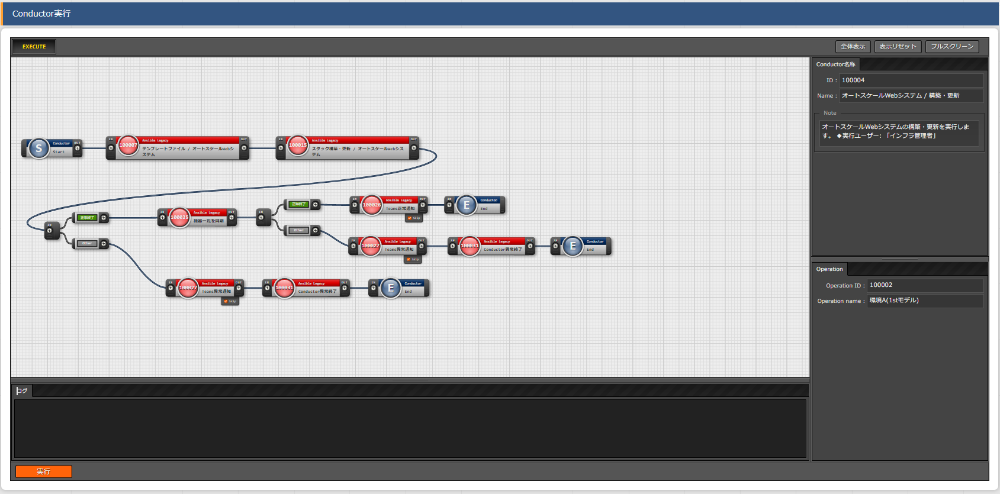 Conductor実行
EXECUTE
全体表示
表示リセット
フルスクリーン
Conductor名称
ID :
100004
Name :
オートスケールWebシステム / 構築・更新
Note
オートスケールWebシステムの構築・更新を実行しま
す。 ◆実行ユーザー: 「インフラ管理者」
S
Conductor
Start
OUT
IN
100007
Ansible Legacy
テンプレートファイル / オートスケールWebシ
ステム
OUT
IN
100015
Ansible Legacy
スタック構築・更新 / オートスケールWebシス
テム
OUT
IN
正常終了
Other
IN
100025
Ansible Legacy
機器一覧を同期
OUT
IN
正常終了
Other
IN
100026
Ansible Legacy
Teams正常通知
OUT
Skip
IN
E
Conductor
End
IN
100027
Ansible Legacy
Teams異常通知
OUT
Skip
IN
100031
Ansible Legacy
Conductor異常終了
OUT
IN
E
Conductor
End
IN
100027
Ansible Legacy
Teams異常通知
OUT
Skip
IN
100031
Ansible Legacy
Conductor異常終了
OUT
IN
E
Conductor
End
Operation
Operation ID :
100002
Operation name :
環境A(1stモデル)
ログ
実行